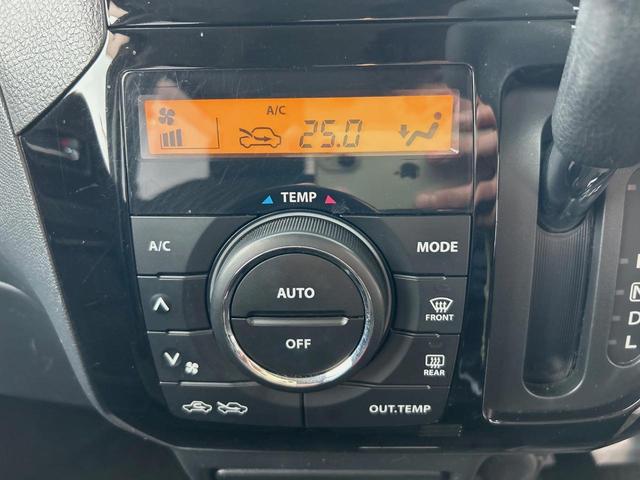 A/C
25.0
TEMP
A/C
MODE
AUTO
OFF
FRONT
REAR
OUT.TEMP
N
D
L